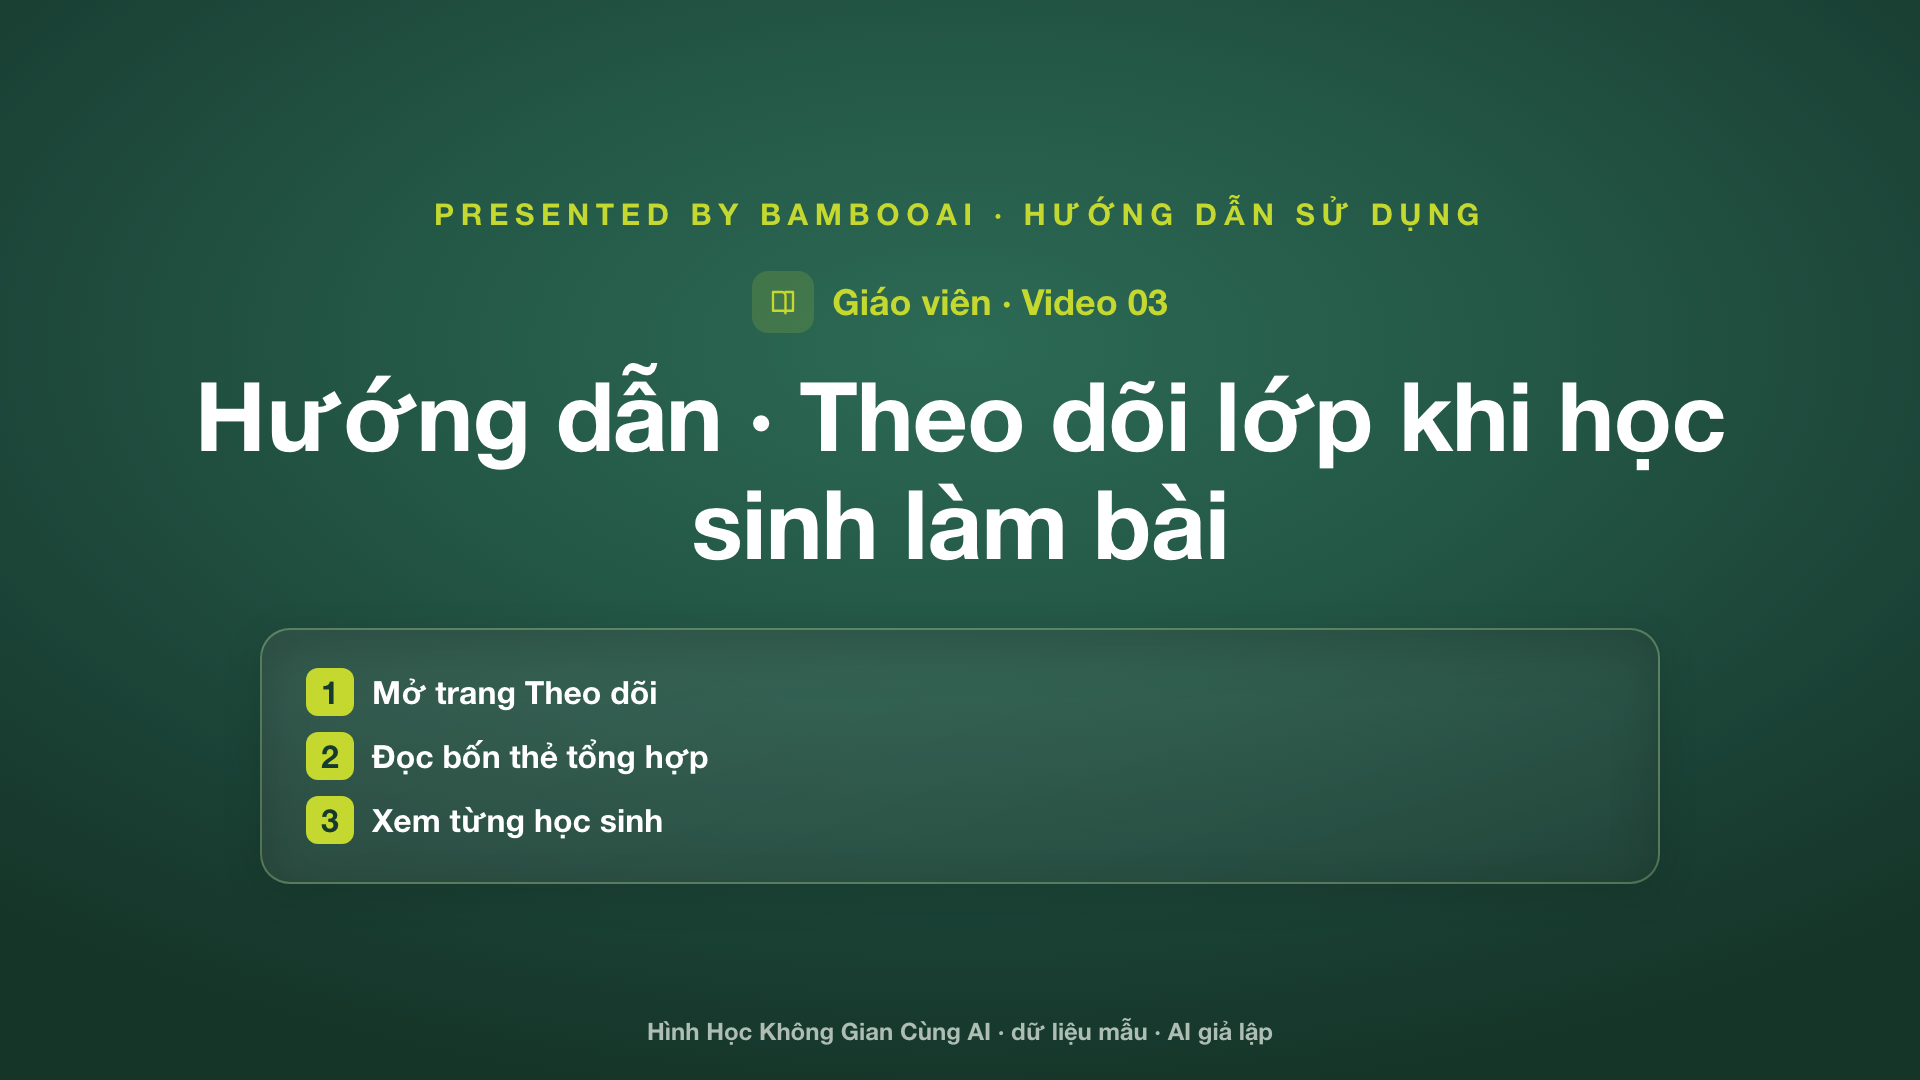 PRESENTED BY BAMBOOAI · HƯỚNG DẪN SỬ DỤNG
Giáo viên · Video 03
Hướng dẫn · Theo dõi lớp khi học
sinh làm bài
1 Mở trang Theo dõi
2 Đọc bốn thẻ tổng hợp
3 Xem từng học sinh
Hình Học Không Gian Cùng AI · dữ liệu mẫu · AI giả lập